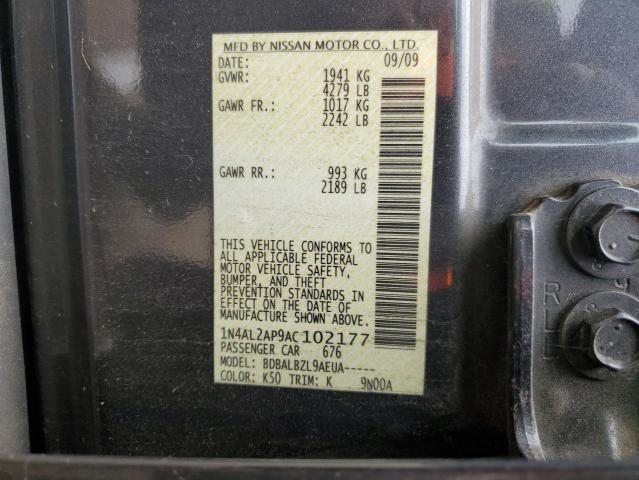 MFD BY NISSAN MOTOR CO., LTD.
DATE: 09/09
GVWR: 1941 KG
4279 LB
GAWR FR.: 1017 KG
2242 LB
GAWR RR.: 993 KG
2189 LB
THIS VEHICLE CONFORMS TO
ALL APPLICABLE FEDERAL
MOTOR VEHICLE SAFETY,
BUMPER, AND THEFT
PREVENTION STANDARDS IN
EFFECT ON THE DATE OF
MANUFACTURE SHOWN ABOVE.
1N4AL2AP9AC102177
PASSENGER CAR 676
MODEL: BDBALBZL9AEUA-----
COLOR: K50 TRIM: K 9N00A